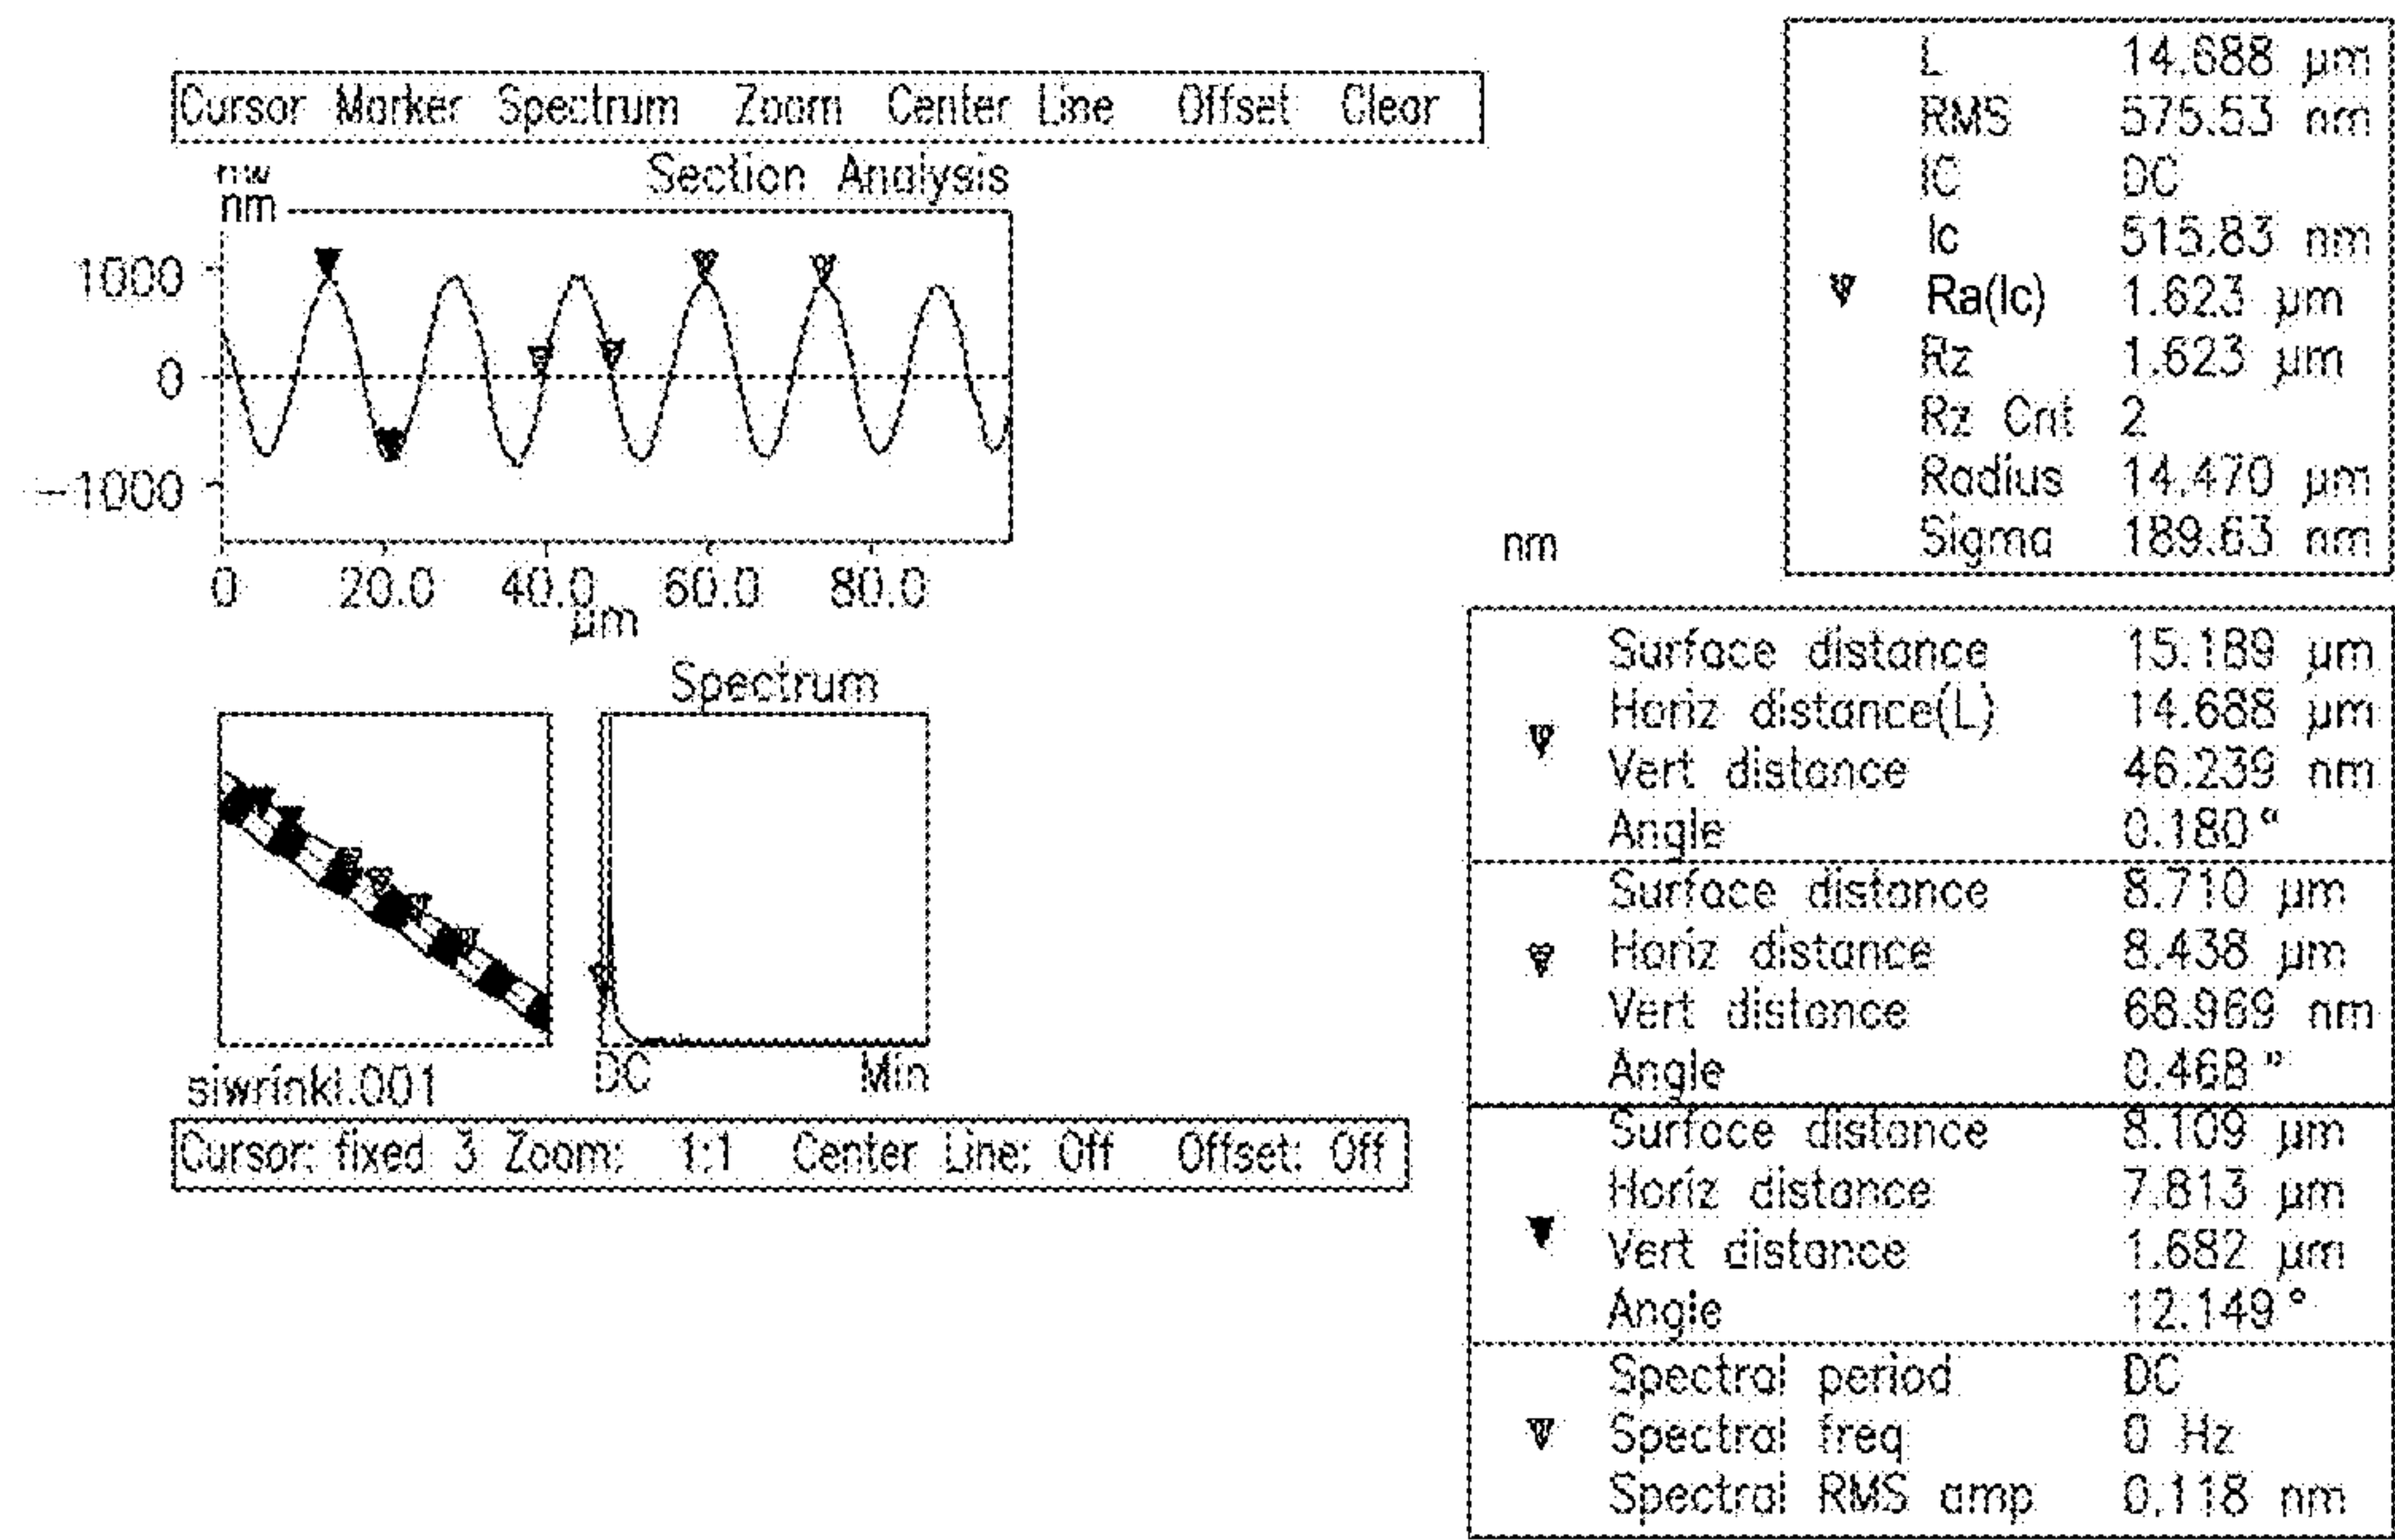 Cursor Marker Spectrum Zoom Center Line Offset Clear
Section Analysis
nm
1000
0
-1000
0 20.0 40.0 60.0 80.0
µm
Spectrum
DC Min
siwrinkl.001
Cursor: fixed 3 Zoom: 1:1 Center Line: Off Offset: Off
nm
L 14.688 µm
RMS 575.53 nm
IC DC
Ic 515.83 nm
Ra(Ic) 1.623 µm
Rz 1.623 µm
Rz Cnt 2
Radius 14.470 µm
Sigma 189.63 nm
Surface distance 15.189 µm
Horiz distance(L) 14.688 µm
Vert distance 46.239 nm
Angle 0.180°
Surface distance 8.710 µm
Horiz distance 8.438 µm
Vert distance 68.969 nm
Angle 0.468°
Surface distance 8.109 µm
Horiz distance 7.813 µm
Vert distance 1.682 µm
Angle 12.149°
Spectral period DC
Spectral freq 0 Hz
Spectral RMS amp 0.118 nm